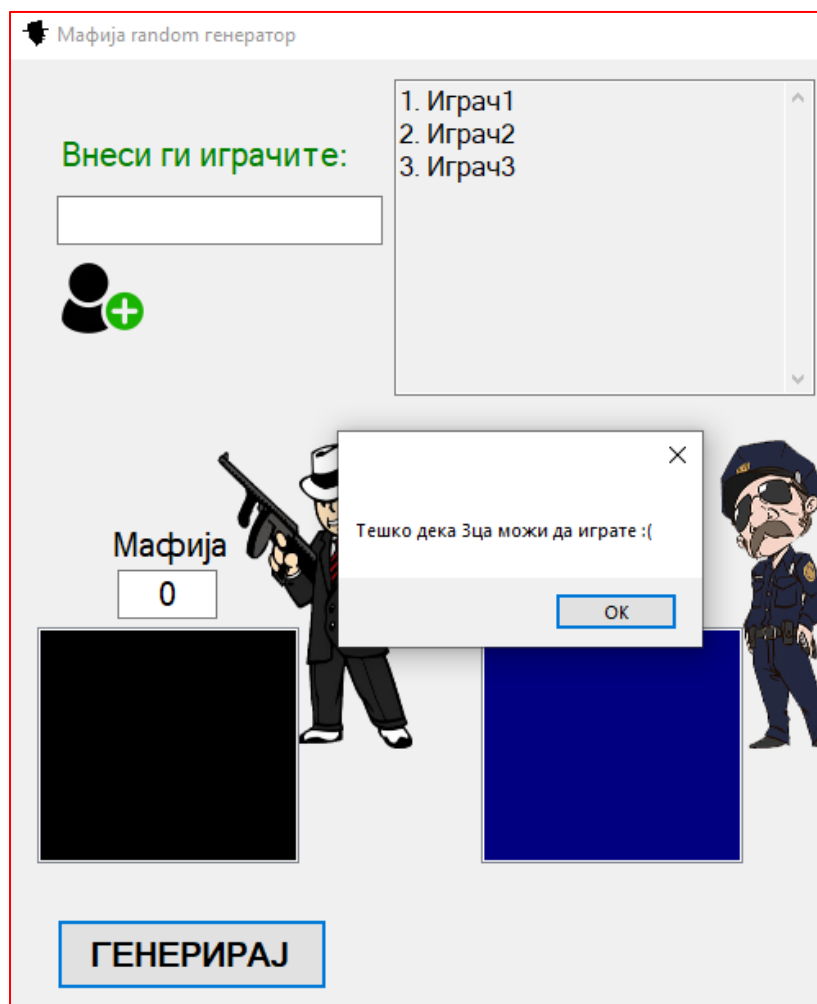 Мафија random генератор
Внеси ги играчите:
1. Играч1
2. Играч2
3. Играч3
Тешко дека 3ца можи да играте :(
OK
Мафија
0
ГЕНЕРИРАЈ